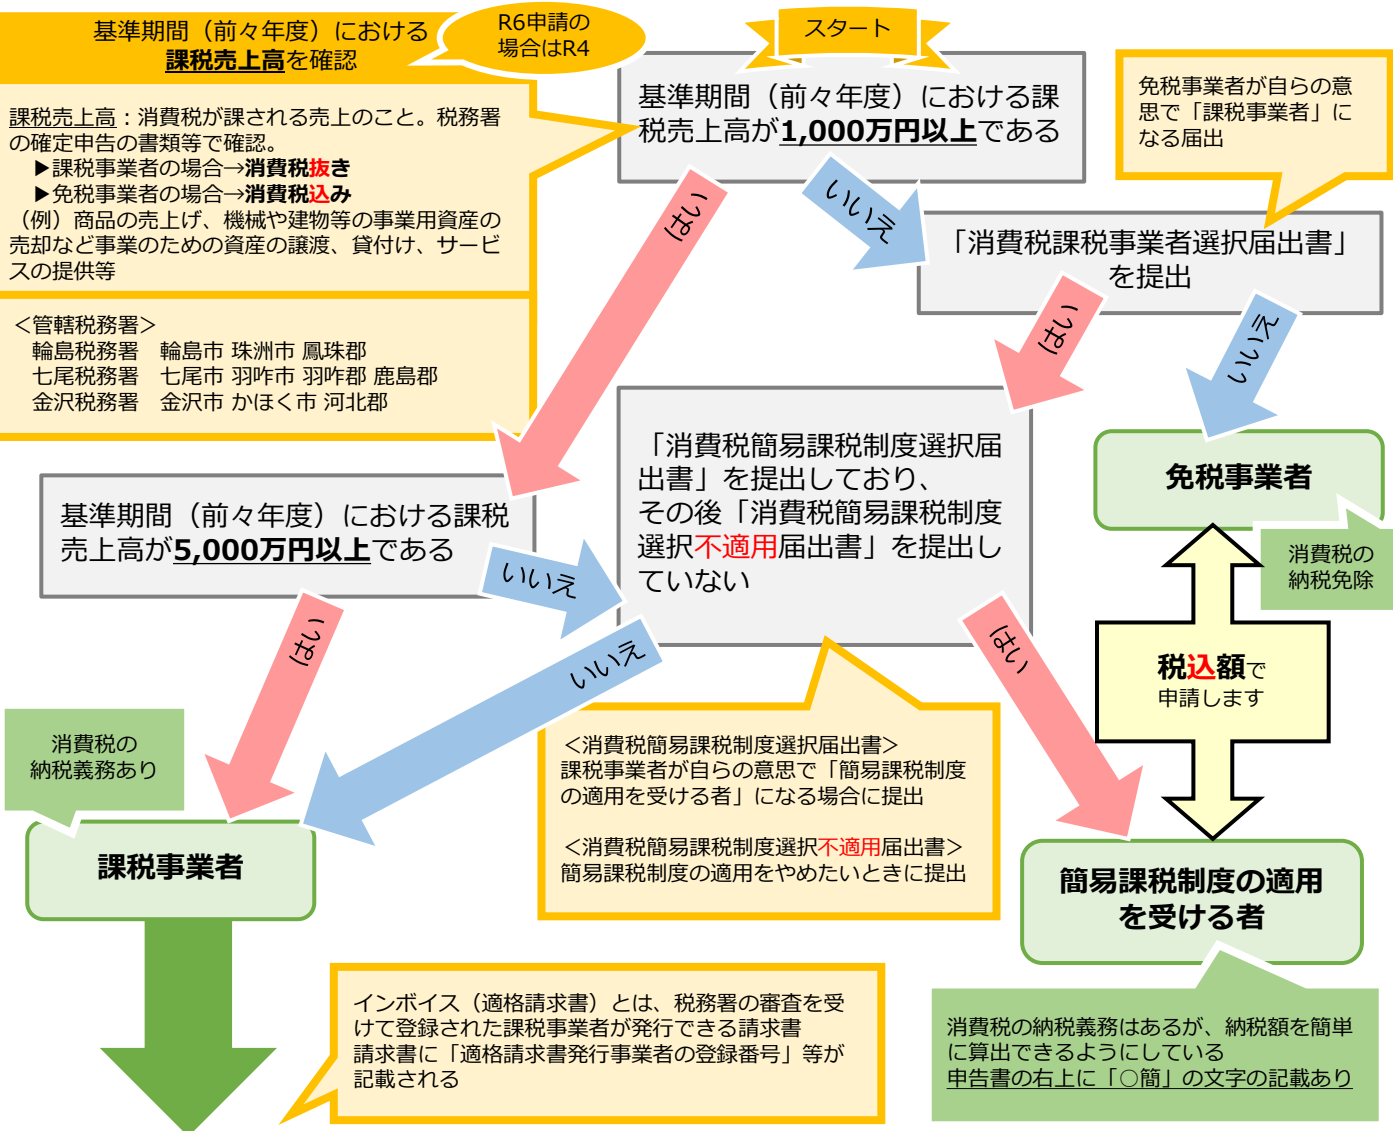 基準期間（前々年度）における
課税売上高を確認
R6申請の
場合はR4
スタート
課税売上高：消費税が課される売上のこと。税務署
の確定申告の書類等で確認。
▶課税事業者の場合→消費税抜き
▶免税事業者の場合→消費税込み
（例）商品の売上げ、機械や建物等の事業用資産の
売却など事業のための資産の譲渡、貸付け、サービ
スの提供等
＜管轄税務署＞
輪島税務署　輪島市 珠洲市 鳳珠郡
七尾税務署　七尾市 羽咋市 羽咋郡 鹿島郡
金沢税務署　金沢市 かほく市 河北郡
基準期間（前々年度）における課
税売上高が1,000万円以上である
免税事業者が自らの意
思で「課税事業者」に
なる届出
はい
いいえ
「消費税課税事業者選択届出書」
を提出
はい
いいえ
基準期間（前々年度）における課税
売上高が5,000万円以上である
「消費税簡易課税制度選択届
出書」を提出しており、
その後「消費税簡易課税制度
選択不適用届出書」を提出し
ていない
免税事業者
消費税の
納税免除
いいえ
はい
いいえ
はい
税込額で
申請します
＜消費税簡易課税制度選択届出書＞
課税事業者が自らの意思で「簡易課税制度
の適用を受ける者」になる場合に提出
＜消費税簡易課税制度選択不適用届出書＞
簡易課税制度の適用をやめたいときに提出
消費税の
納税義務あり
課税事業者
簡易課税制度の適用
を受ける者
インボイス（適格請求書）とは、税務署の審査を受
けて登録された課税事業者が発行できる請求書
請求書に「適格請求書発行事業者の登録番号」等が
記載される
消費税の納税義務はあるが、納税額を簡単
に算出できるようにしている
申告書の右上に「○簡」の文字の記載あり